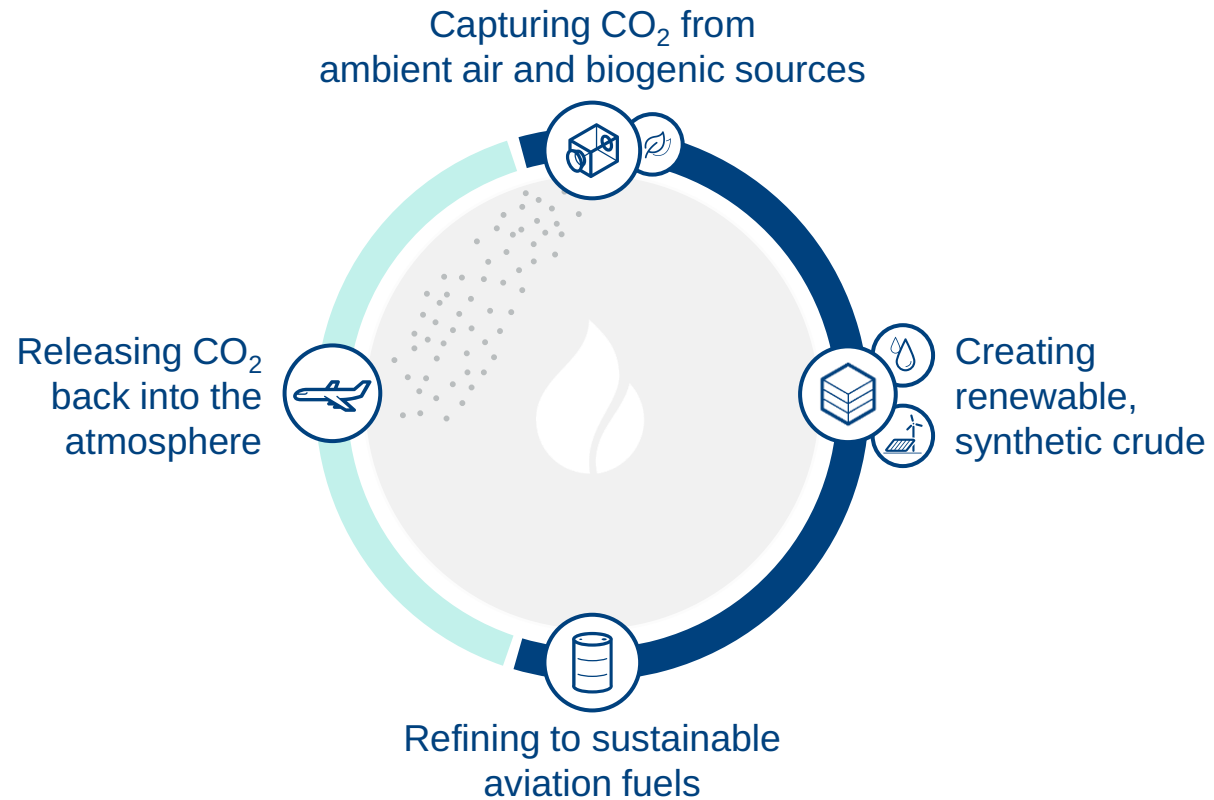 Capturing CO₂ from
ambient air and biogenic sources
Releasing CO₂
back into the
atmosphere
Creating
renewable,
synthetic crude
Refining to sustainable
aviation fuels